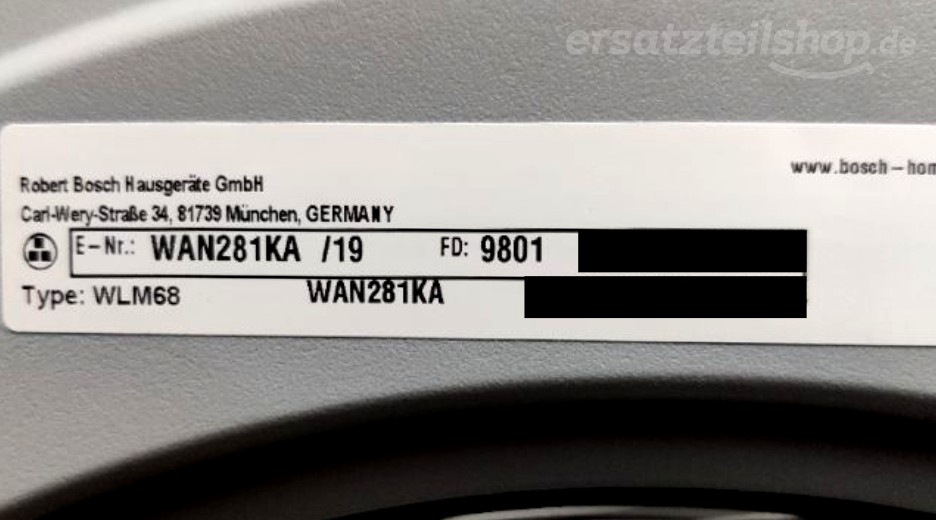 ersatzteilshop.de
www.bosch-hom
Robert Bosch Hausgeräte GmbH
Carl-Wery-Straße 34, 81739 München, GERMANY
E-Nr.: WAN281KA /19 FD: 9801
Type: WLM68 WAN281KA